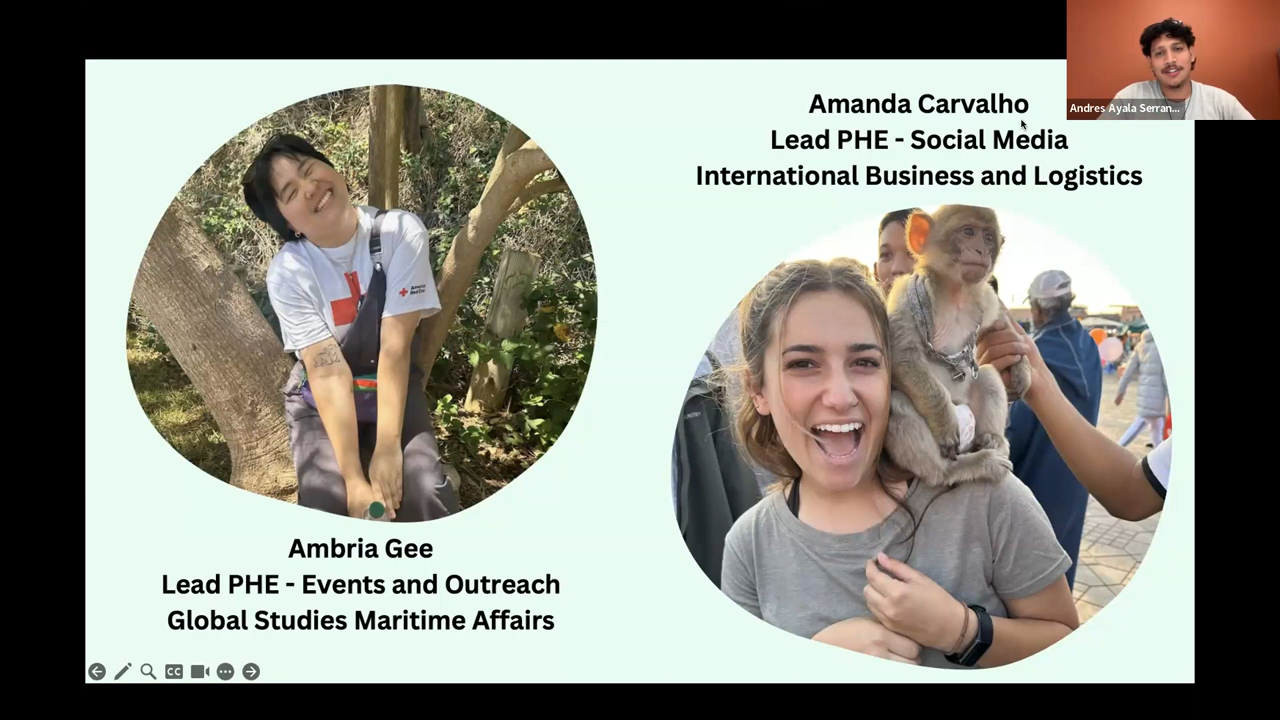 Amanda Carvalho
Lead PHE - Social Media
International Business and Logistics
Andres Ayala Serran...
Ambria Gee
Lead PHE - Events and Outreach
Global Studies Maritime Affairs
CC